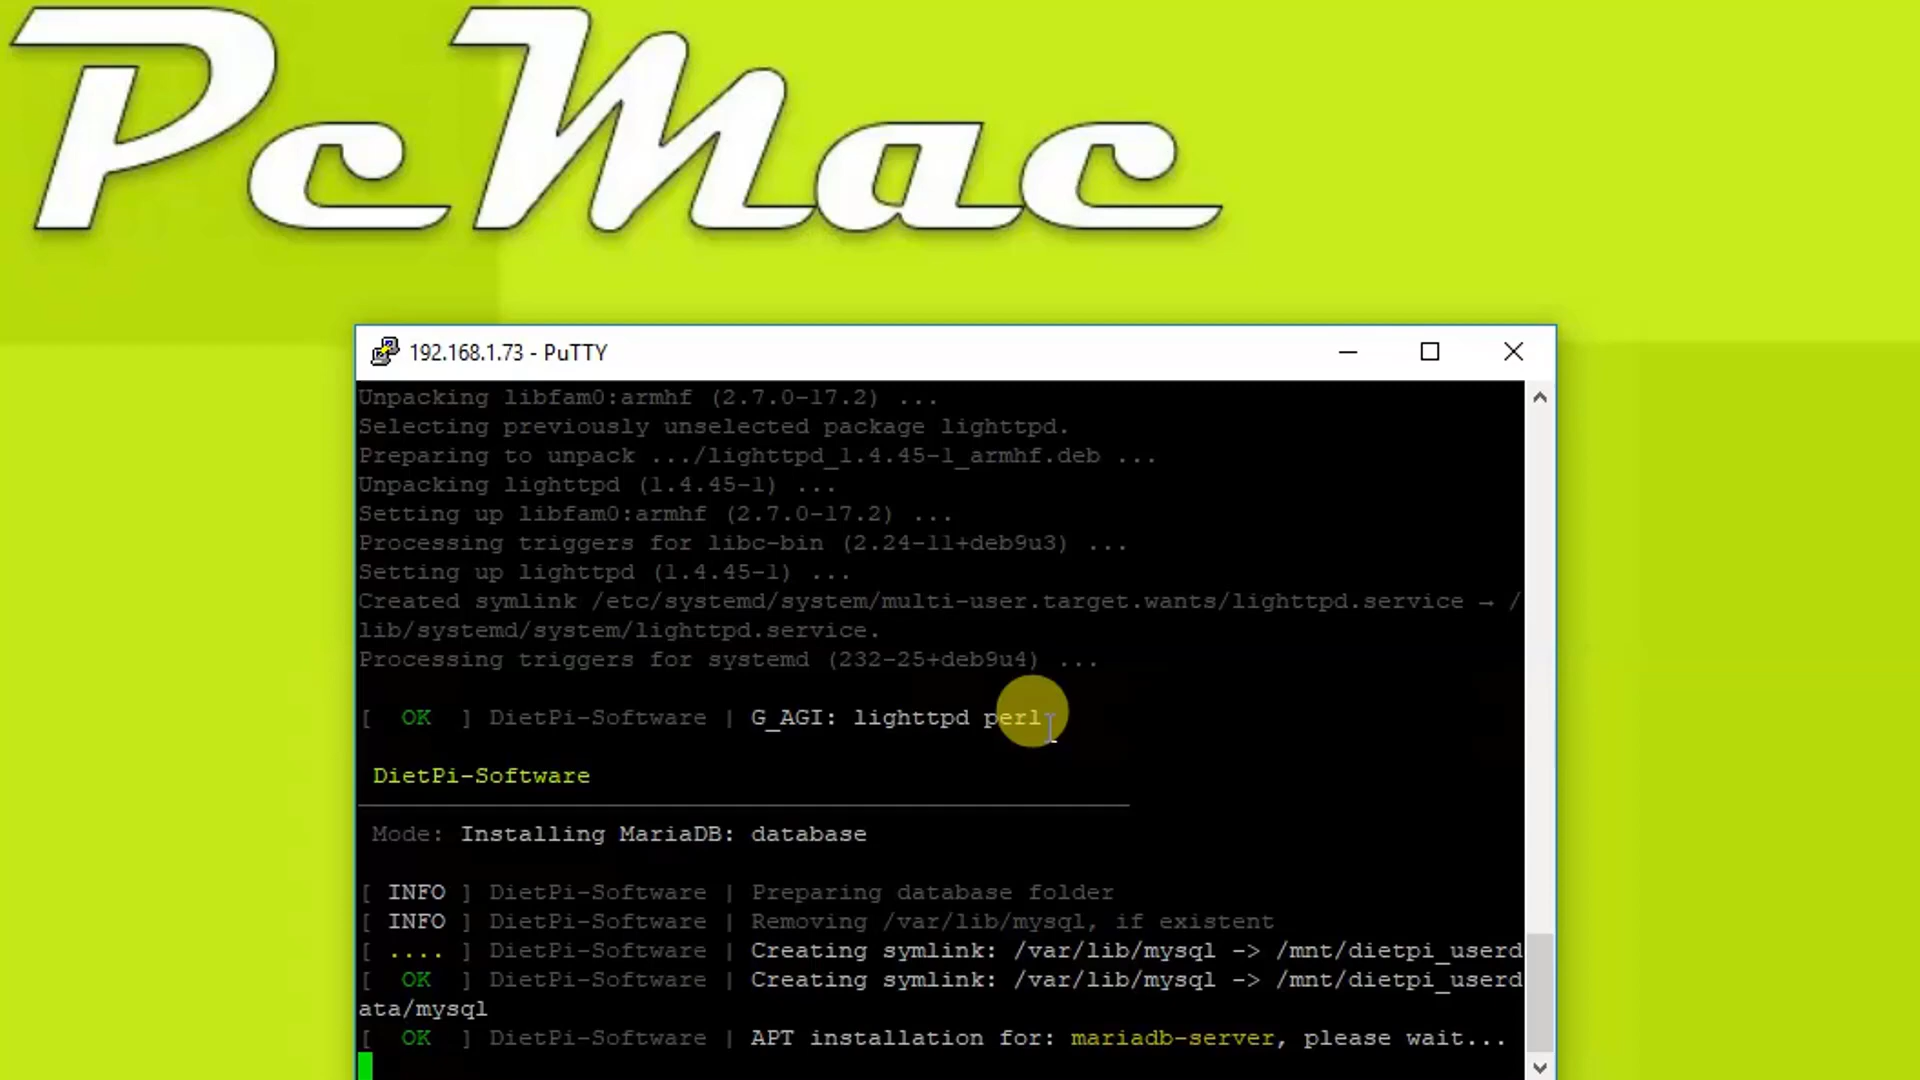 PcMac
192.168.1.73 - PuTTY
Unpacking libfam0:armhf (2.7.0-17.2) ...
Selecting previously unselected package lighttpd.
Preparing to unpack .../lighttpd_1.4.45-1_armhf.deb ...
Unpacking lighttpd (1.4.45-1) ...
Setting up libfam0:armhf (2.7.0-17.2) ...
Processing triggers for libc-bin (2.24-11+deb9u3) ...
Setting up lighttpd (1.4.45-1) ...
Created symlink /etc/systemd/system/multi-user.target.wants/lighttpd.service → /
lib/systemd/system/lighttpd.service.
Processing triggers for systemd (232-25+deb9u4) ...
[ OK ] DietPi-Software | G_AGI: lighttpd perl
DietPi-Software
Mode: Installing MariaDB: database
[ INFO ] DietPi-Software | Preparing database folder
[ INFO ] DietPi-Software | Removing /var/lib/mysql, if existent
[ .... ] DietPi-Software | Creating symlink: /var/lib/mysql -> /mnt/dietpi_userd
[ OK ] DietPi-Software | Creating symlink: /var/lib/mysql -> /mnt/dietpi_userd
ata/mysql
[ OK ] DietPi-Software | APT installation for: mariadb-server, please wait...